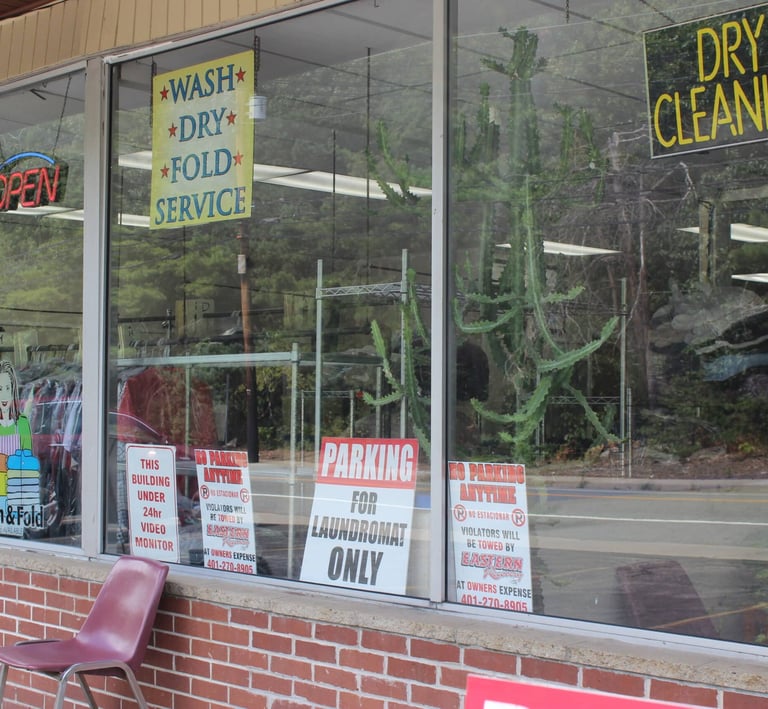 OPEN
WASH
DRY
FOLD
SERVICE
DRY
CLEANI
& Fold
THIS
BUILDING
UNDER
24hr
VIDEO
MONITOR
NO PARKING
ANYTIME
NO ESTACIONAR
VIOLATORS WILL
BE TOWED BY
EASTERN
AT OWNERS EXPENSE
401-270-8905
PARKING
FOR
LAUNDROMAT
ONLY
NO PARKING
ANYTIME
NO ESTACIONAR
VIOLATORS WILL
BE TOWED BY
EASTERN
AT OWNERS EXPENSE
401-270-8905